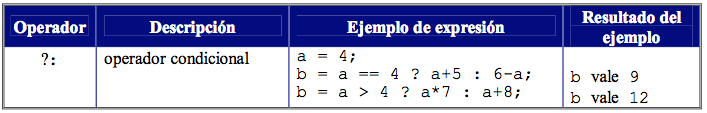 Operador Descripción Ejemplo de expresión Resultado del ejemplo
?: operador condicional a = 4;
b = a == 4 ? a+5 : 6-a; b vale 9
b = a > 4 ? a*7 : a+8; b vale 12